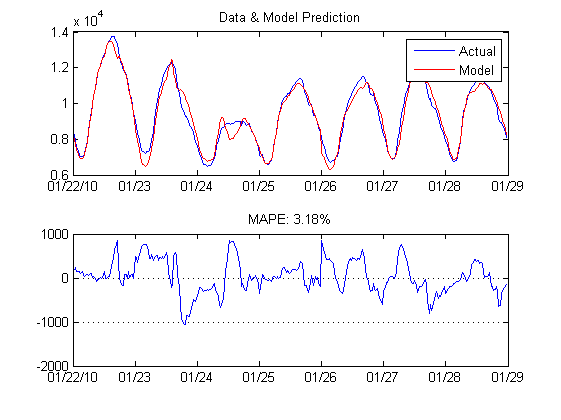 Data & Model Prediction
x 10^4
1.4
1.2
1
0.8
0.6
Actual
Model
01/22/10 01/23 01/24 01/25 01/26 01/27 01/28 01/29
MAPE: 3.18%
1000
0
-1000
-2000
01/22/10 01/23 01/24 01/25 01/26 01/27 01/28 01/29